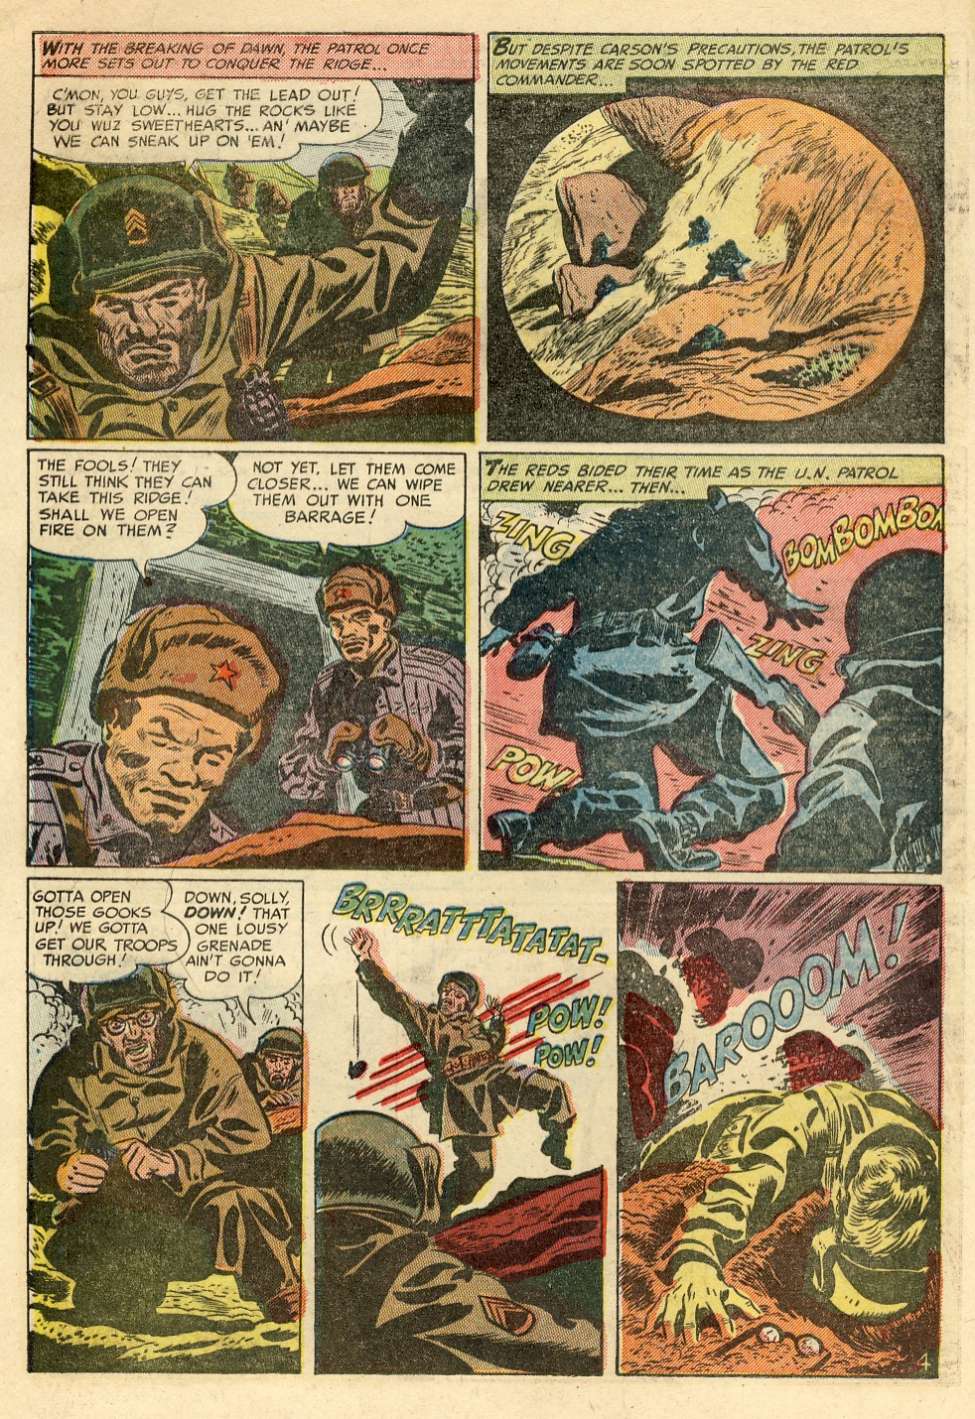 WITH THE BREAKING OF DAWN, THE PATROL ONCE
MORE SETS OUT TO CONQUER THE RIDGE...
C'MON, YOU GUYS, GET THE LEAD OUT!
BUT STAY LOW... HUG THE ROCKS LIKE
YOU WUZ SWEETHEARTS... AN' MAYBE
WE CAN SNEAK UP ON 'EM!
BUT DESPITE CARSON'S PRECAUTIONS, THE PATROL'S
MOVEMENTS ARE SOON SPOTTED BY THE RED
COMMANDER...
THE FOOLS! THEY
STILL THINK THEY CAN
TAKE THIS RIDGE!
SHALL WE OPEN
FIRE ON THEM?
NOT YET, LET THEM COME
CLOSER... WE CAN WIPE
THEM OUT WITH ONE
BARRAGE!
THE REDS BIDED THEIR TIME AS THE U.N. PATROL
DREW NEARER... THEN...
ZING
BOMBOMBOM
ZING
POW!
GOTTA OPEN
THOSE GOOKS
UP! WE GOTTA
GET OUR TROOPS
THROUGH!
DOWN, SOLLY,
DOWN! THAT
ONE LOUSY
GRENADE
AIN'T GONNA
DO IT!
BRRRATTTATATAT-
POW!
POW!
BAROOOM!
4